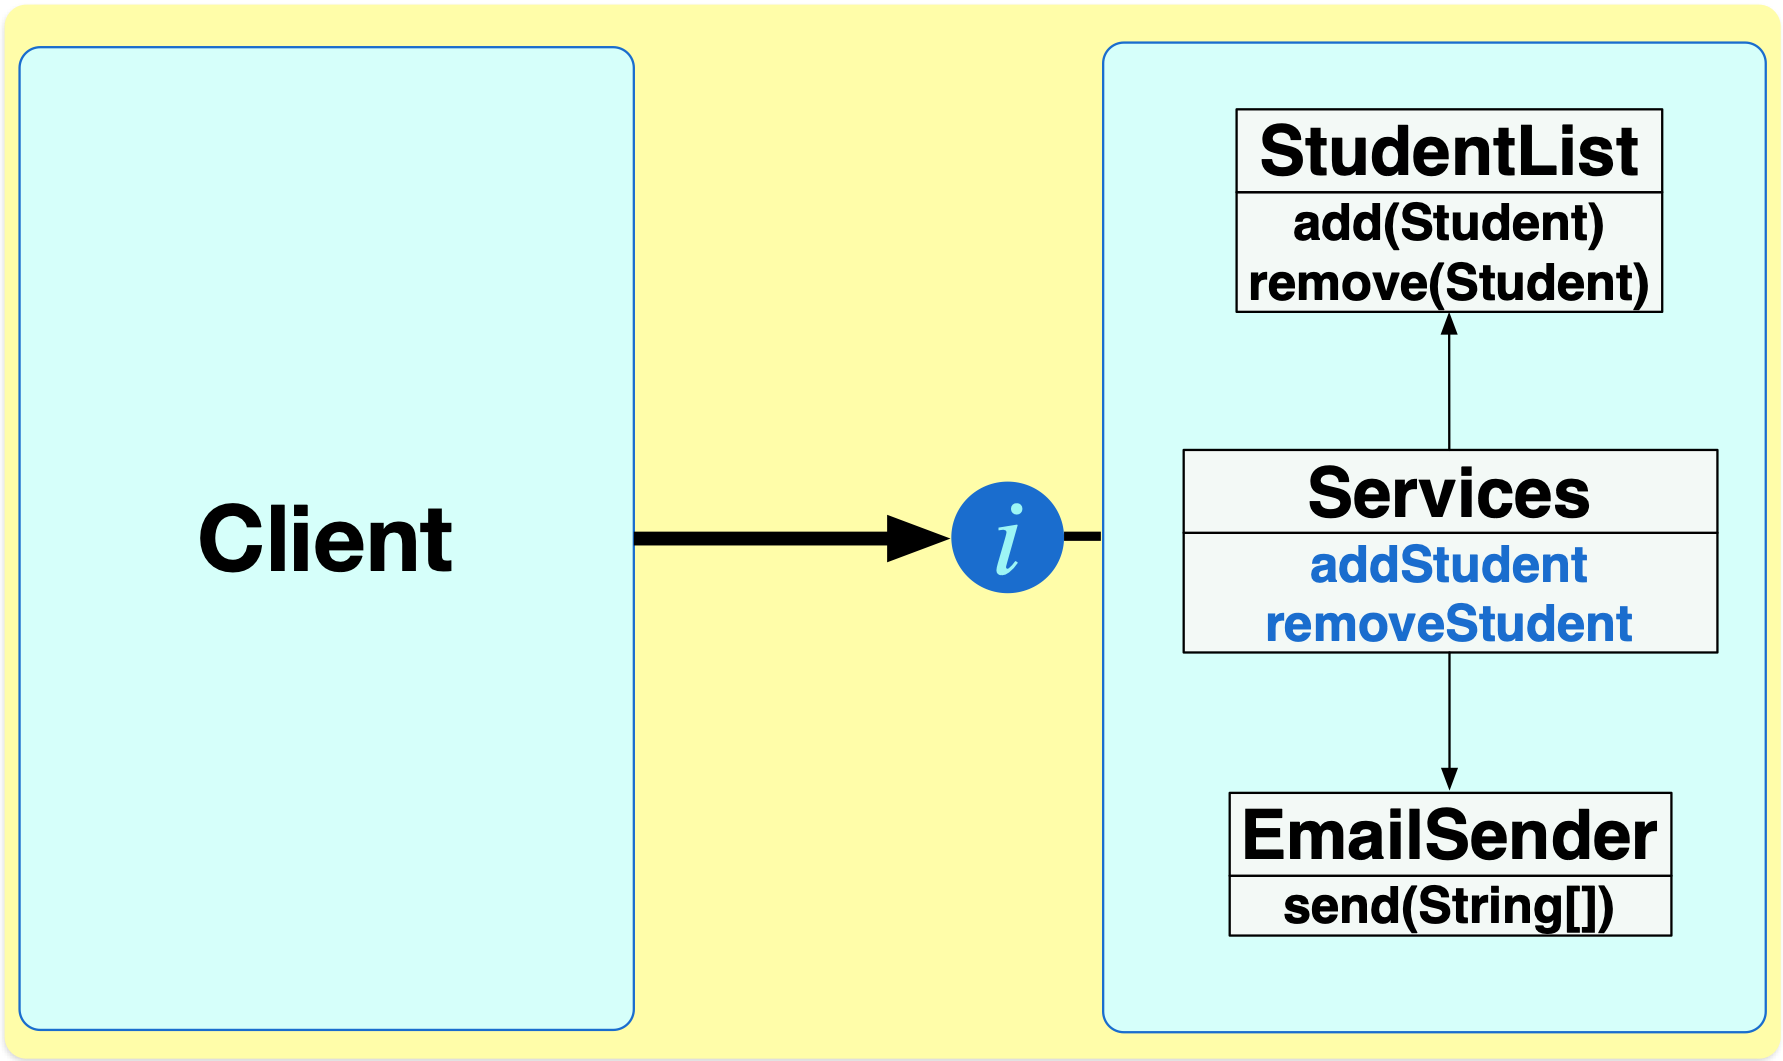 Client
i
StudentList
add(Student)
remove(Student)
Services
addStudent
removeStudent
EmailSender
send(String[])